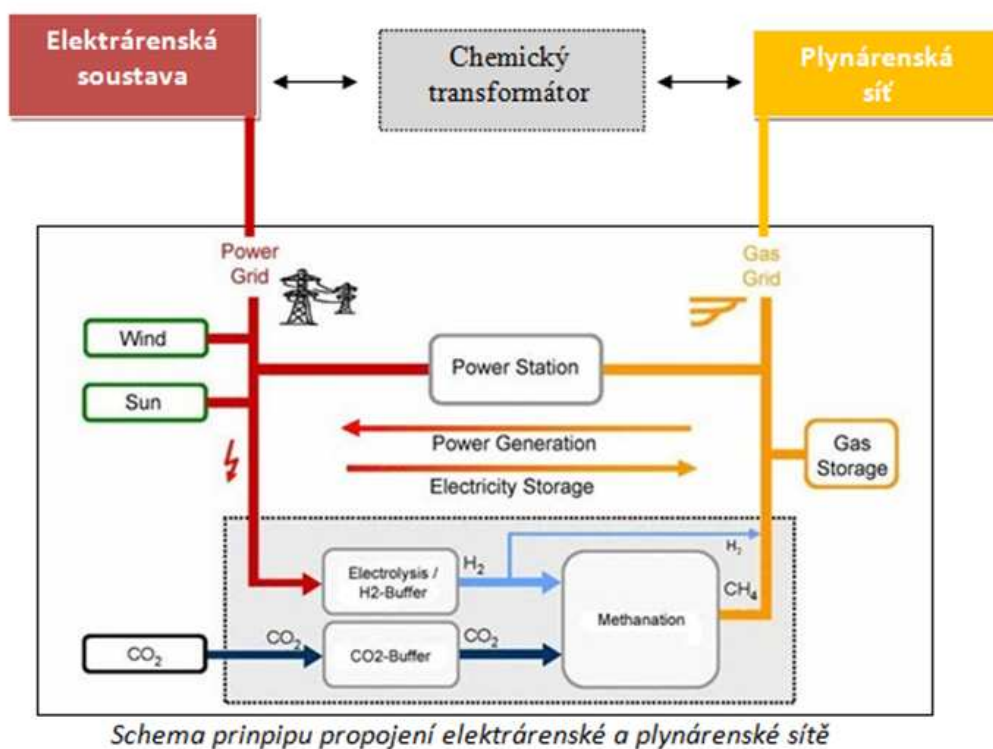 Elektrárenská
soustava
Chemický
transformátor
Plynárenská
síť
Power
Grid
Gas
Grid
Wind
Sun
Power Station
Power Generation
Electricity Storage
Gas
Storage
Electrolysis /
H2-Buffer
H₂
H₂
CH₄
Methanation
CO₂
CO₂
CO2-Buffer
CO₂
Schema prinpipu propojení elektrárenské a plynárenské sítě